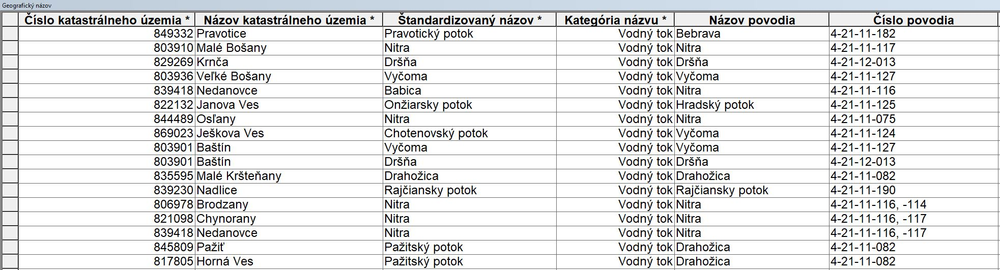 Geografický názov
Číslo katastrálneho územia * Názov katastrálneho územia * Štandardizovaný názov * Kategória názvu * Názov povodia Číslo povodia
849332 Pravotice Pravotický potok Vodný tok Bebrava 4-21-11-182
803910 Malé Bošany Nitra Vodný tok Nitra 4-21-11-117
829269 Krnča Dršňa Vodný tok Dršňa 4-21-12-013
803936 Veľké Bošany Vyčoma Vodný tok Vyčoma 4-21-11-127
839418 Nedanovce Babica Vodný tok Nitra 4-21-11-116
822132 Janova Ves Onžiarsky potok Vodný tok Hradský potok 4-21-11-125
844489 Osľany Nitra Vodný tok Nitra 4-21-11-075
869023 Ješkova Ves Chotenovský potok Vodný tok Vyčoma 4-21-11-124
803901 Baštín Vyčoma Vodný tok Vyčoma 4-21-11-127
803901 Baštín Dršňa Vodný tok Dršňa 4-21-12-013
835595 Malé Kršteňany Drahožica Vodný tok Drahožica 4-21-11-082
839230 Nadlice Rajčiansky potok Vodný tok Rajčiansky potok 4-21-11-190
806978 Brodzany Nitra Vodný tok Nitra 4-21-11-116, -114
821098 Chynorany Nitra Vodný tok Nitra 4-21-11-116, -117
839418 Nedanovce Nitra Vodný tok Nitra 4-21-11-116, -117
845809 Pažiť Pažitský potok Vodný tok Drahožica 4-21-11-082
817805 Horná Ves Pažitský potok Vodný tok Drahožica 4-21-11-082